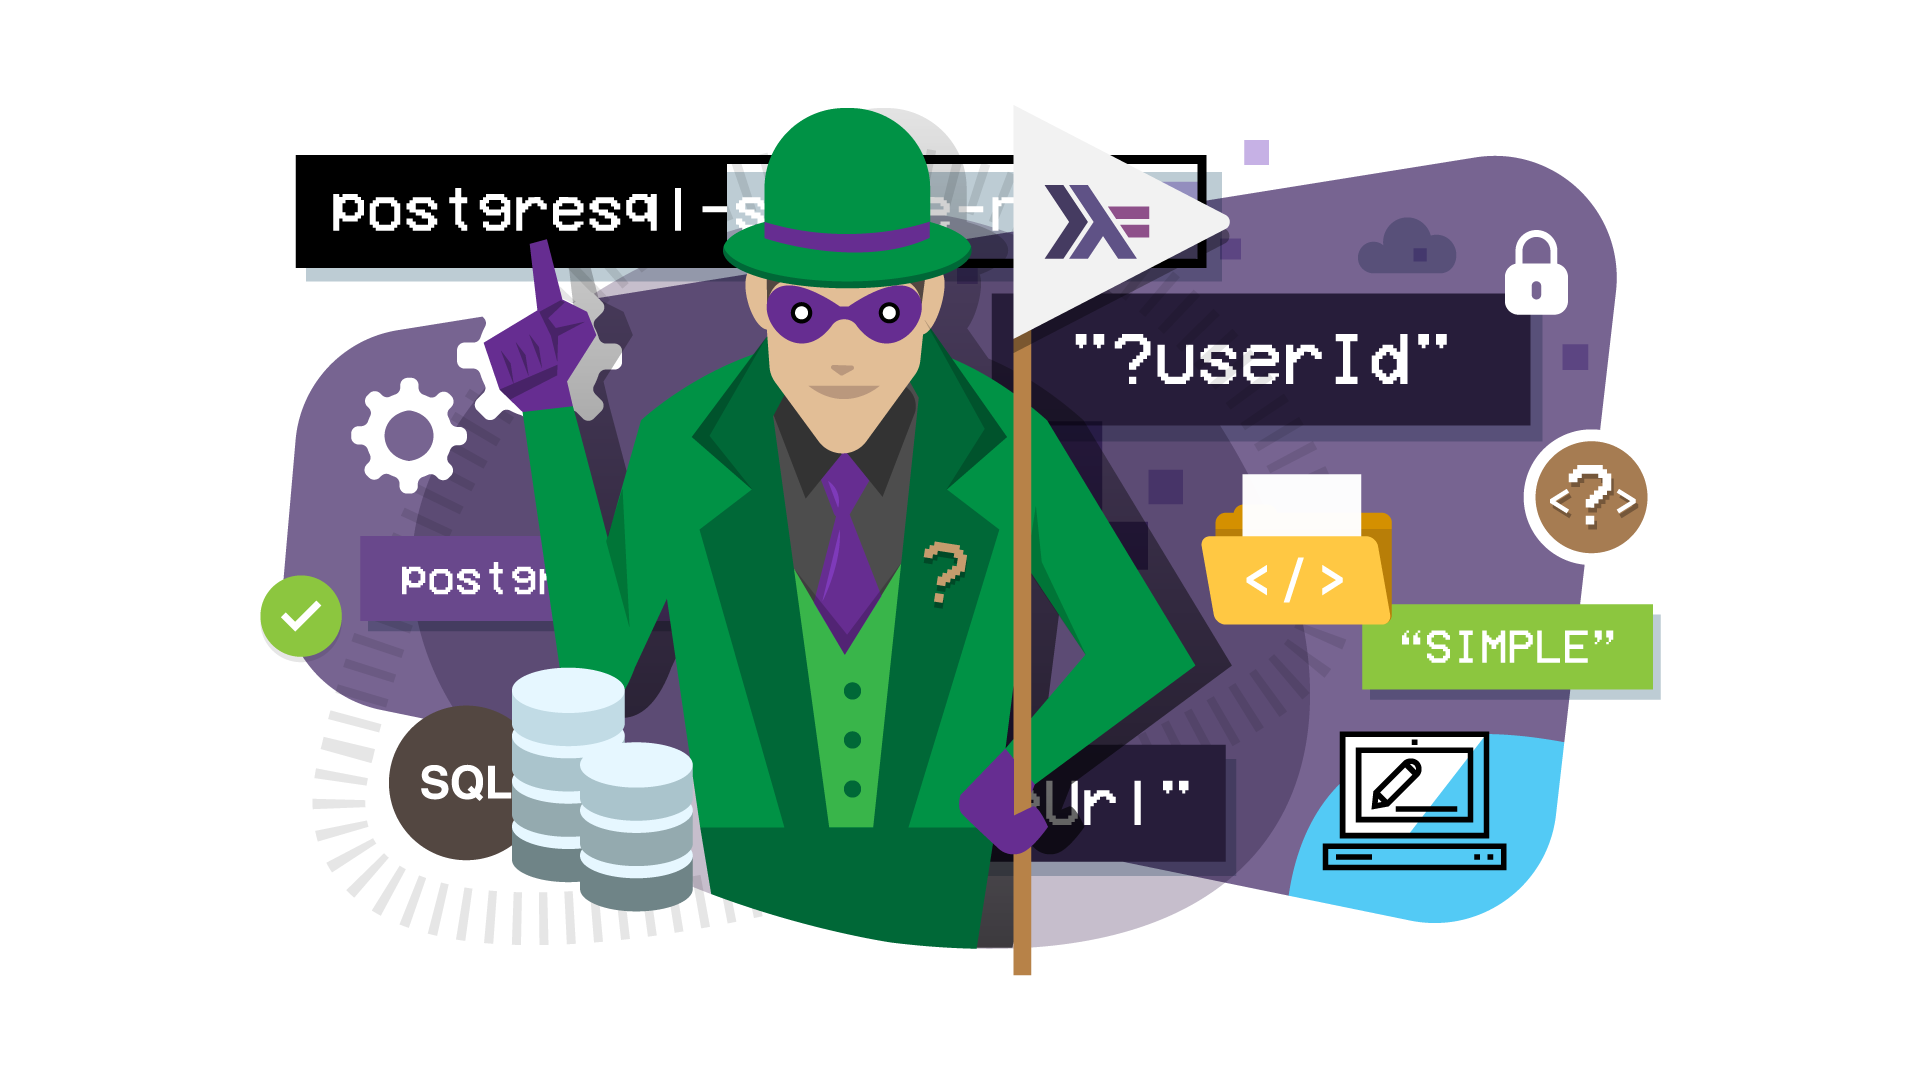 postgresql-s e-r
"?userId"
<?>
postgr
</>
“SIMPLE”
?
SQL
Url"